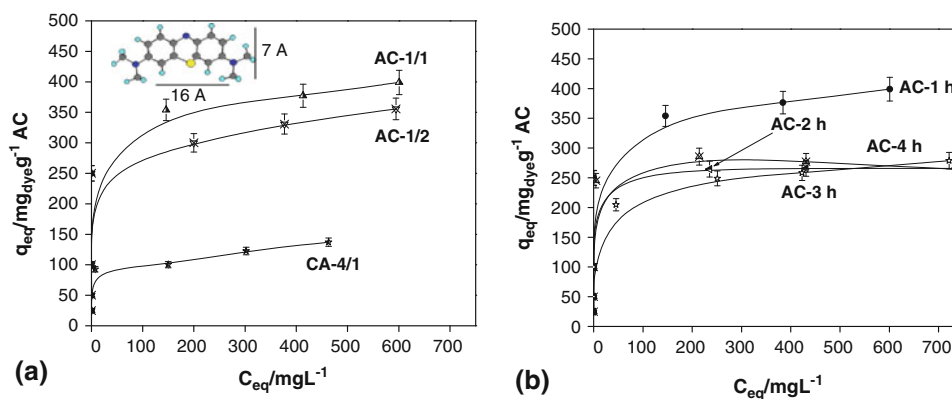 500
450
400
350
300
250
200
150
100
50
0
q_eq/mg_dye g⁻¹ AC
7 A
16 A
AC-1/1
AC-1/2
CA-4/1
0 100 200 300 400 500 600 700
C_eq/mgL⁻¹
(a)
500
450
400
350
300
250
200
150
100
50
0
q_eq/mg_dye g⁻¹ AC
AC-1 h
AC-2 h
AC-4 h
AC-3 h
0 100 200 300 400 500 600 700
C_eq/mgL⁻¹
(b)